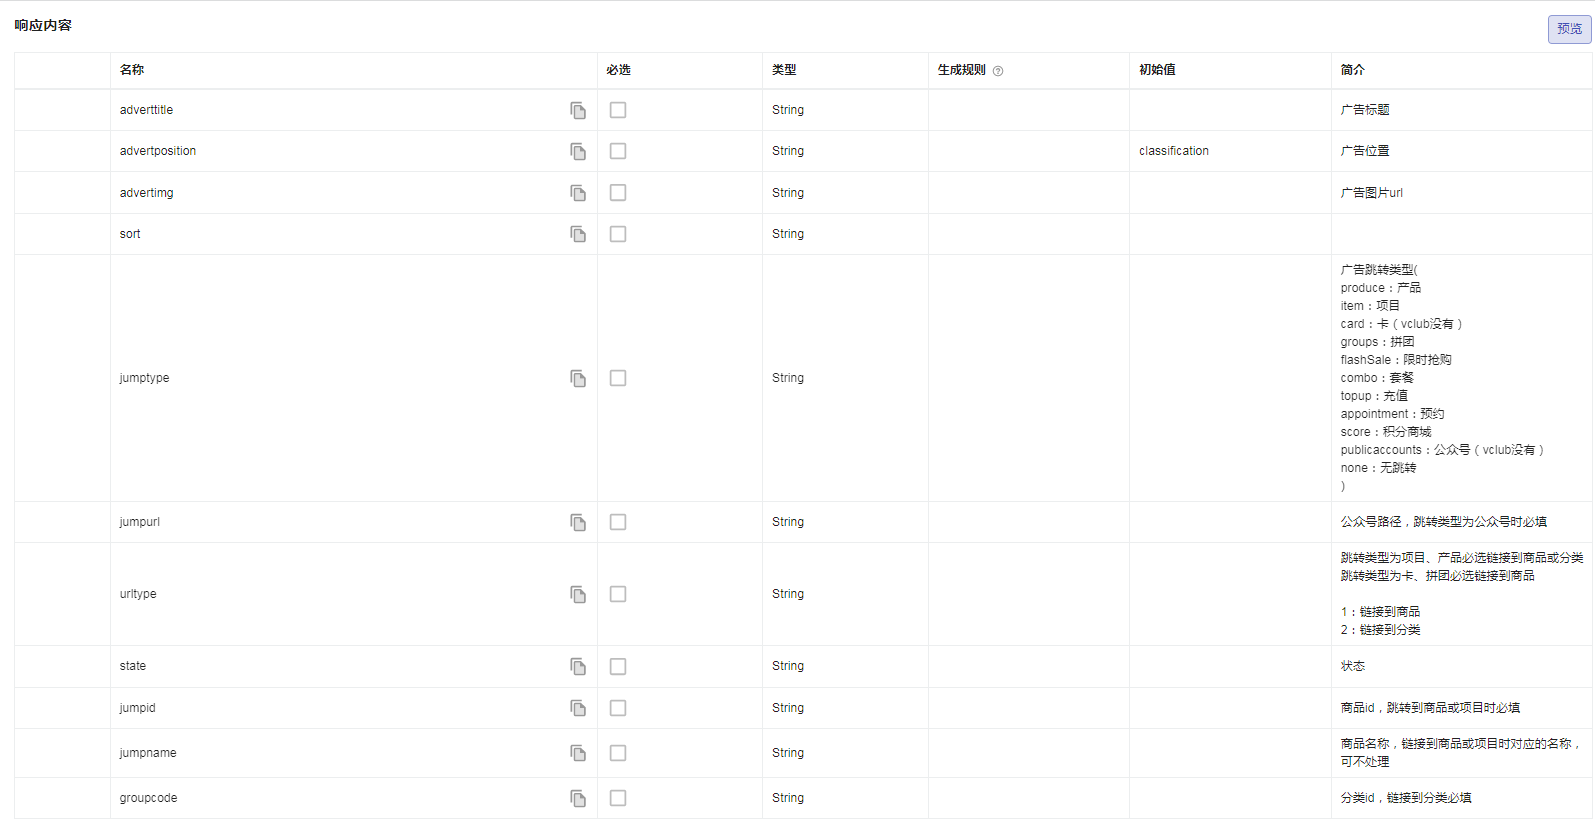 响应内容
预览
名称 必选 类型 生成规则 初始值 简介
adverttitle String 广告标题
advertposition String classification 广告位置
advertimg String 广告图片url
sort String
jumptype String 广告跳转类型(
produce：产品
item：项目
card：卡（vclub没有）
groups：拼团
flashSale：限时抢购
combo：套餐
topup：充值
appointment：预约
score：积分商城
publicaccounts：公众号（vclub没有）
none：无跳转
)
jumpurl String 公众号路径，跳转类型为公众号时必填
urltype String 跳转类型为项目、产品必选链接到商品或分类
跳转类型为卡、拼团必选链接到商品
1：链接到商品
2：链接到分类
state String 状态
jumpid String 商品id，跳转到商品或项目时必填
jumpname String 商品名称，链接到商品或项目时对应的名称，
可不处理
groupcode String 分类id，链接到分类必填